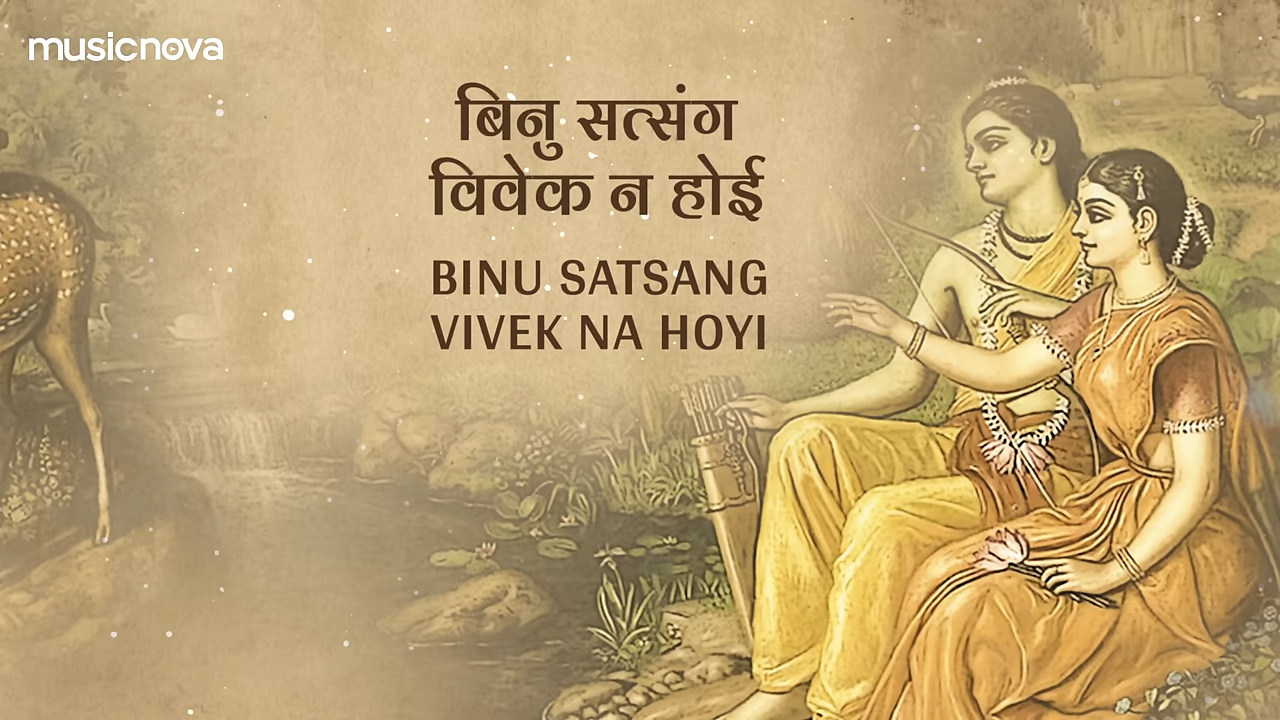 musicnova
बिनु सत्संग
विवेक न होई
BINU SATSANG
VIVEK NA HOYI